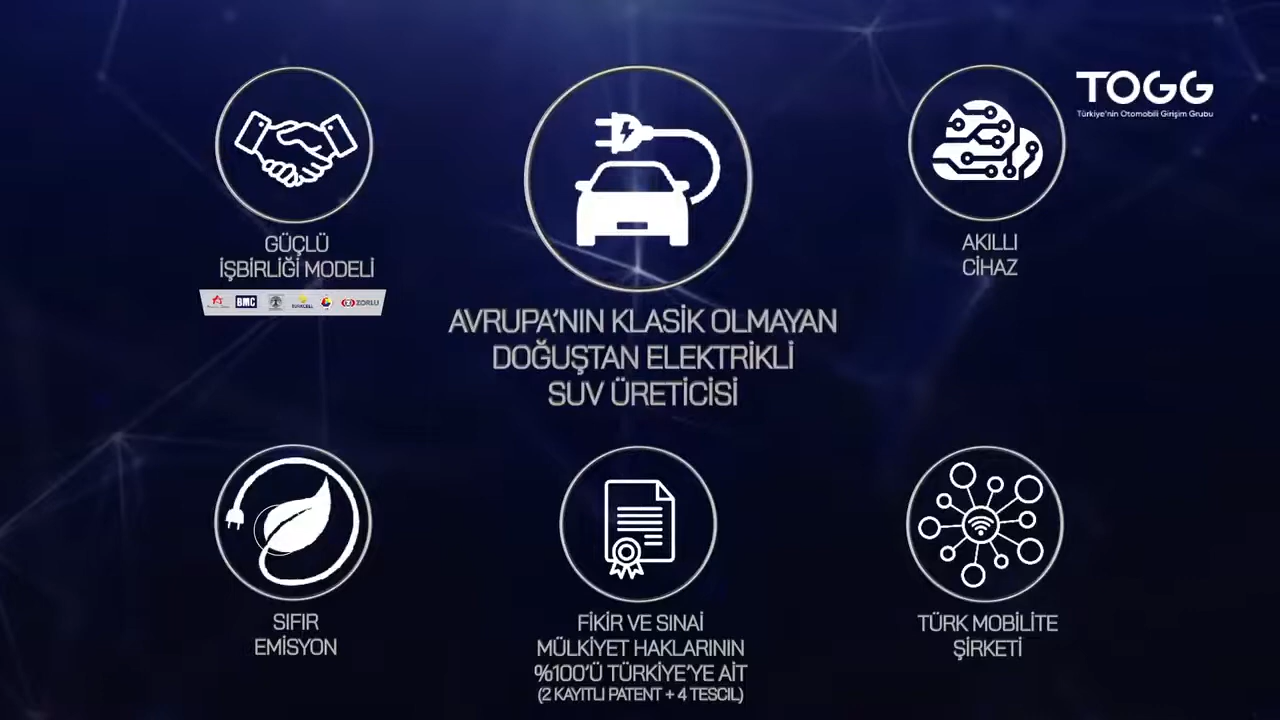 TOGG
Türkiye'nin Otomobili Girişim Grubu
GÜÇLÜ
İŞBİRLİĞİ MODELİ
BMC
TURKCELL
ZORLU
AVRUPA'NIN KLASİK OLMAYAN
DOĞUŞTAN ELEKTRİKLİ
SUV ÜRETİCİSİ
AKILLI
CİHAZ
SIFIR
EMİSYON
FİKİR VE SINAİ
MÜLKİYET HAKLARININ
%100'Ü TÜRKİYE'YE AİT
(2 KAYITLI PATENT + 4 TESCIL)
TÜRK MOBİLİTE
ŞİRKETİ